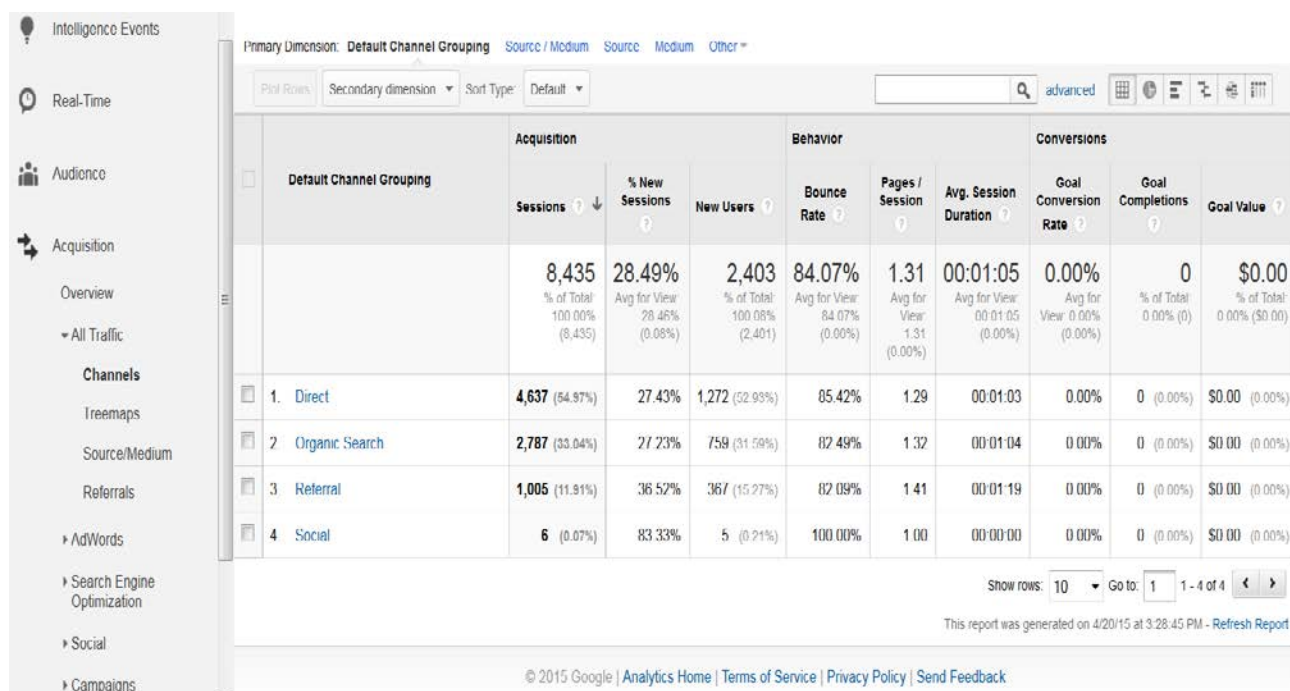 Intelligence Events
Real-Time
Audience
Acquisition
Overview
All Traffic
Channels
Treemaps
Source/Medium
Referrals
AdWords
Search Engine
Optimization
Social
Campaigns
Primary Dimension: Default Channel Grouping Source / Medium Source Medium Other
Plot Rows Secondary dimension Sort Type: Default advanced
Acquisition Behavior Conversions
Default Channel Grouping
Sessions ? % New Sessions ? New Users ? Bounce Rate ? Pages / Session ? Avg. Session Duration ? Goal Conversion Rate ? Goal Completions ? Goal Value ?
8,435 28.49% 2,403 84.07% 1.31 00:01:05 0.00% 0 $0.00
% of Total: 100.00% (8,435)
Avg for View: 28.46% (0.08%)
% of Total: 100.08% (2,401)
Avg for View: 84.07% (0.00%)
Avg for View: 1.31 (0.00%)
Avg for View: 00:01:05 (0.00%)
Avg for View: 0.00% (0.00%)
% of Total: 0.00% (0)
% of Total: 0.00% ($0.00)
1. Direct 4,637 (54.97%) 27.43% 1,272 (52.93%) 85.42% 1.29 00:01:03 0.00% 0 (0.00%) $0.00 (0.00%)
2. Organic Search 2,787 (33.04%) 27.23% 759 (31.59%) 82.49% 1.32 00:01:04 0.00% 0 (0.00%) $0.00 (0.00%)
3. Referral 1,005 (11.91%) 36.52% 367 (15.27%) 82.09% 1.41 00:01:19 0.00% 0 (0.00%) $0.00 (0.00%)
4. Social 6 (0.07%) 83.33% 5 (0.21%) 100.00% 1.00 00:00:00 0.00% 0 (0.00%) $0.00 (0.00%)
Show rows: 10 Go to: 1 1 - 4 of 4
This report was generated on 4/20/15 at 3:28:45 PM - Refresh Report
© 2015 Google | Analytics Home | Terms of Service | Privacy Policy | Send Feedback